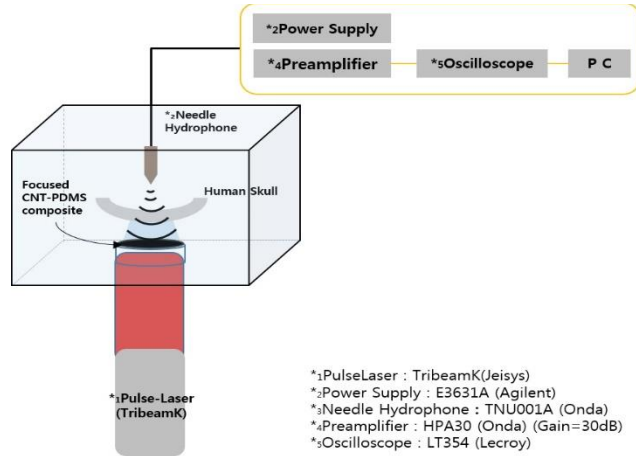 *2Power Supply
*4Preamplifier
*5Oscilloscope
P C
*2Needle
Hydrophone
Focused
CNT-PDMS
composite
Human Skull
*1Pulse-Laser
(TribeamK)
*1PulseLaser : TribeamK(Jeisys)
*2Power Supply : E3631A (Agilent)
*3Needle Hydrophone : TNU001A (Onda)
*4Preamplifier : HPA30 (Onda) (Gain=30dB)
*5Oscilloscope : LT354 (Lecroy)